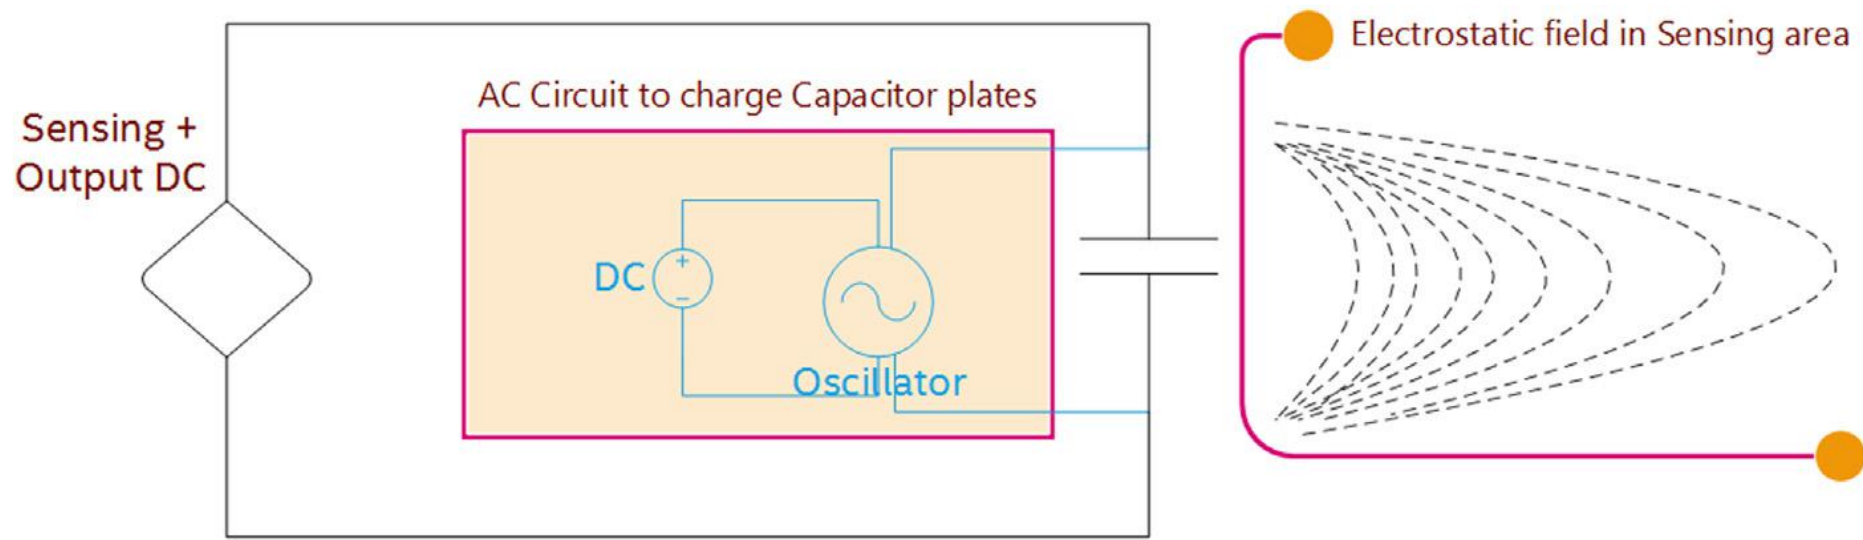 Electrostatic field in Sensing area
AC Circuit to charge Capacitor plates
Sensing +
Output DC
DC
+
−
Oscillator